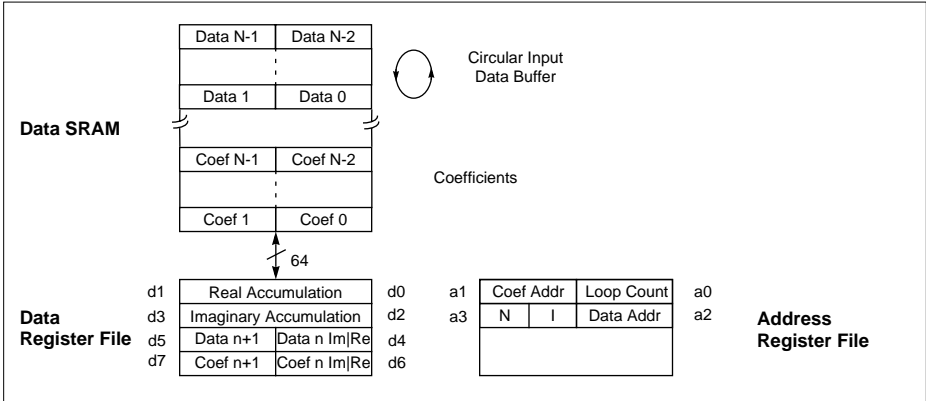 Data N-1 Data N-2
Circular Input
Data Buffer
Data 1 Data 0
Data SRAM
Coef N-1 Coef N-2
Coefficients
Coef 1 Coef 0
64
d1 Real Accumulation d0 a1 Coef Addr Loop Count a0
d3 Imaginary Accumulation d2 a3 N I Data Addr a2
Data
Register File
d5 Data n+1 Data n Im|Re d4
d7 Coef n+1 Coef n Im|Re d6
Address
Register File